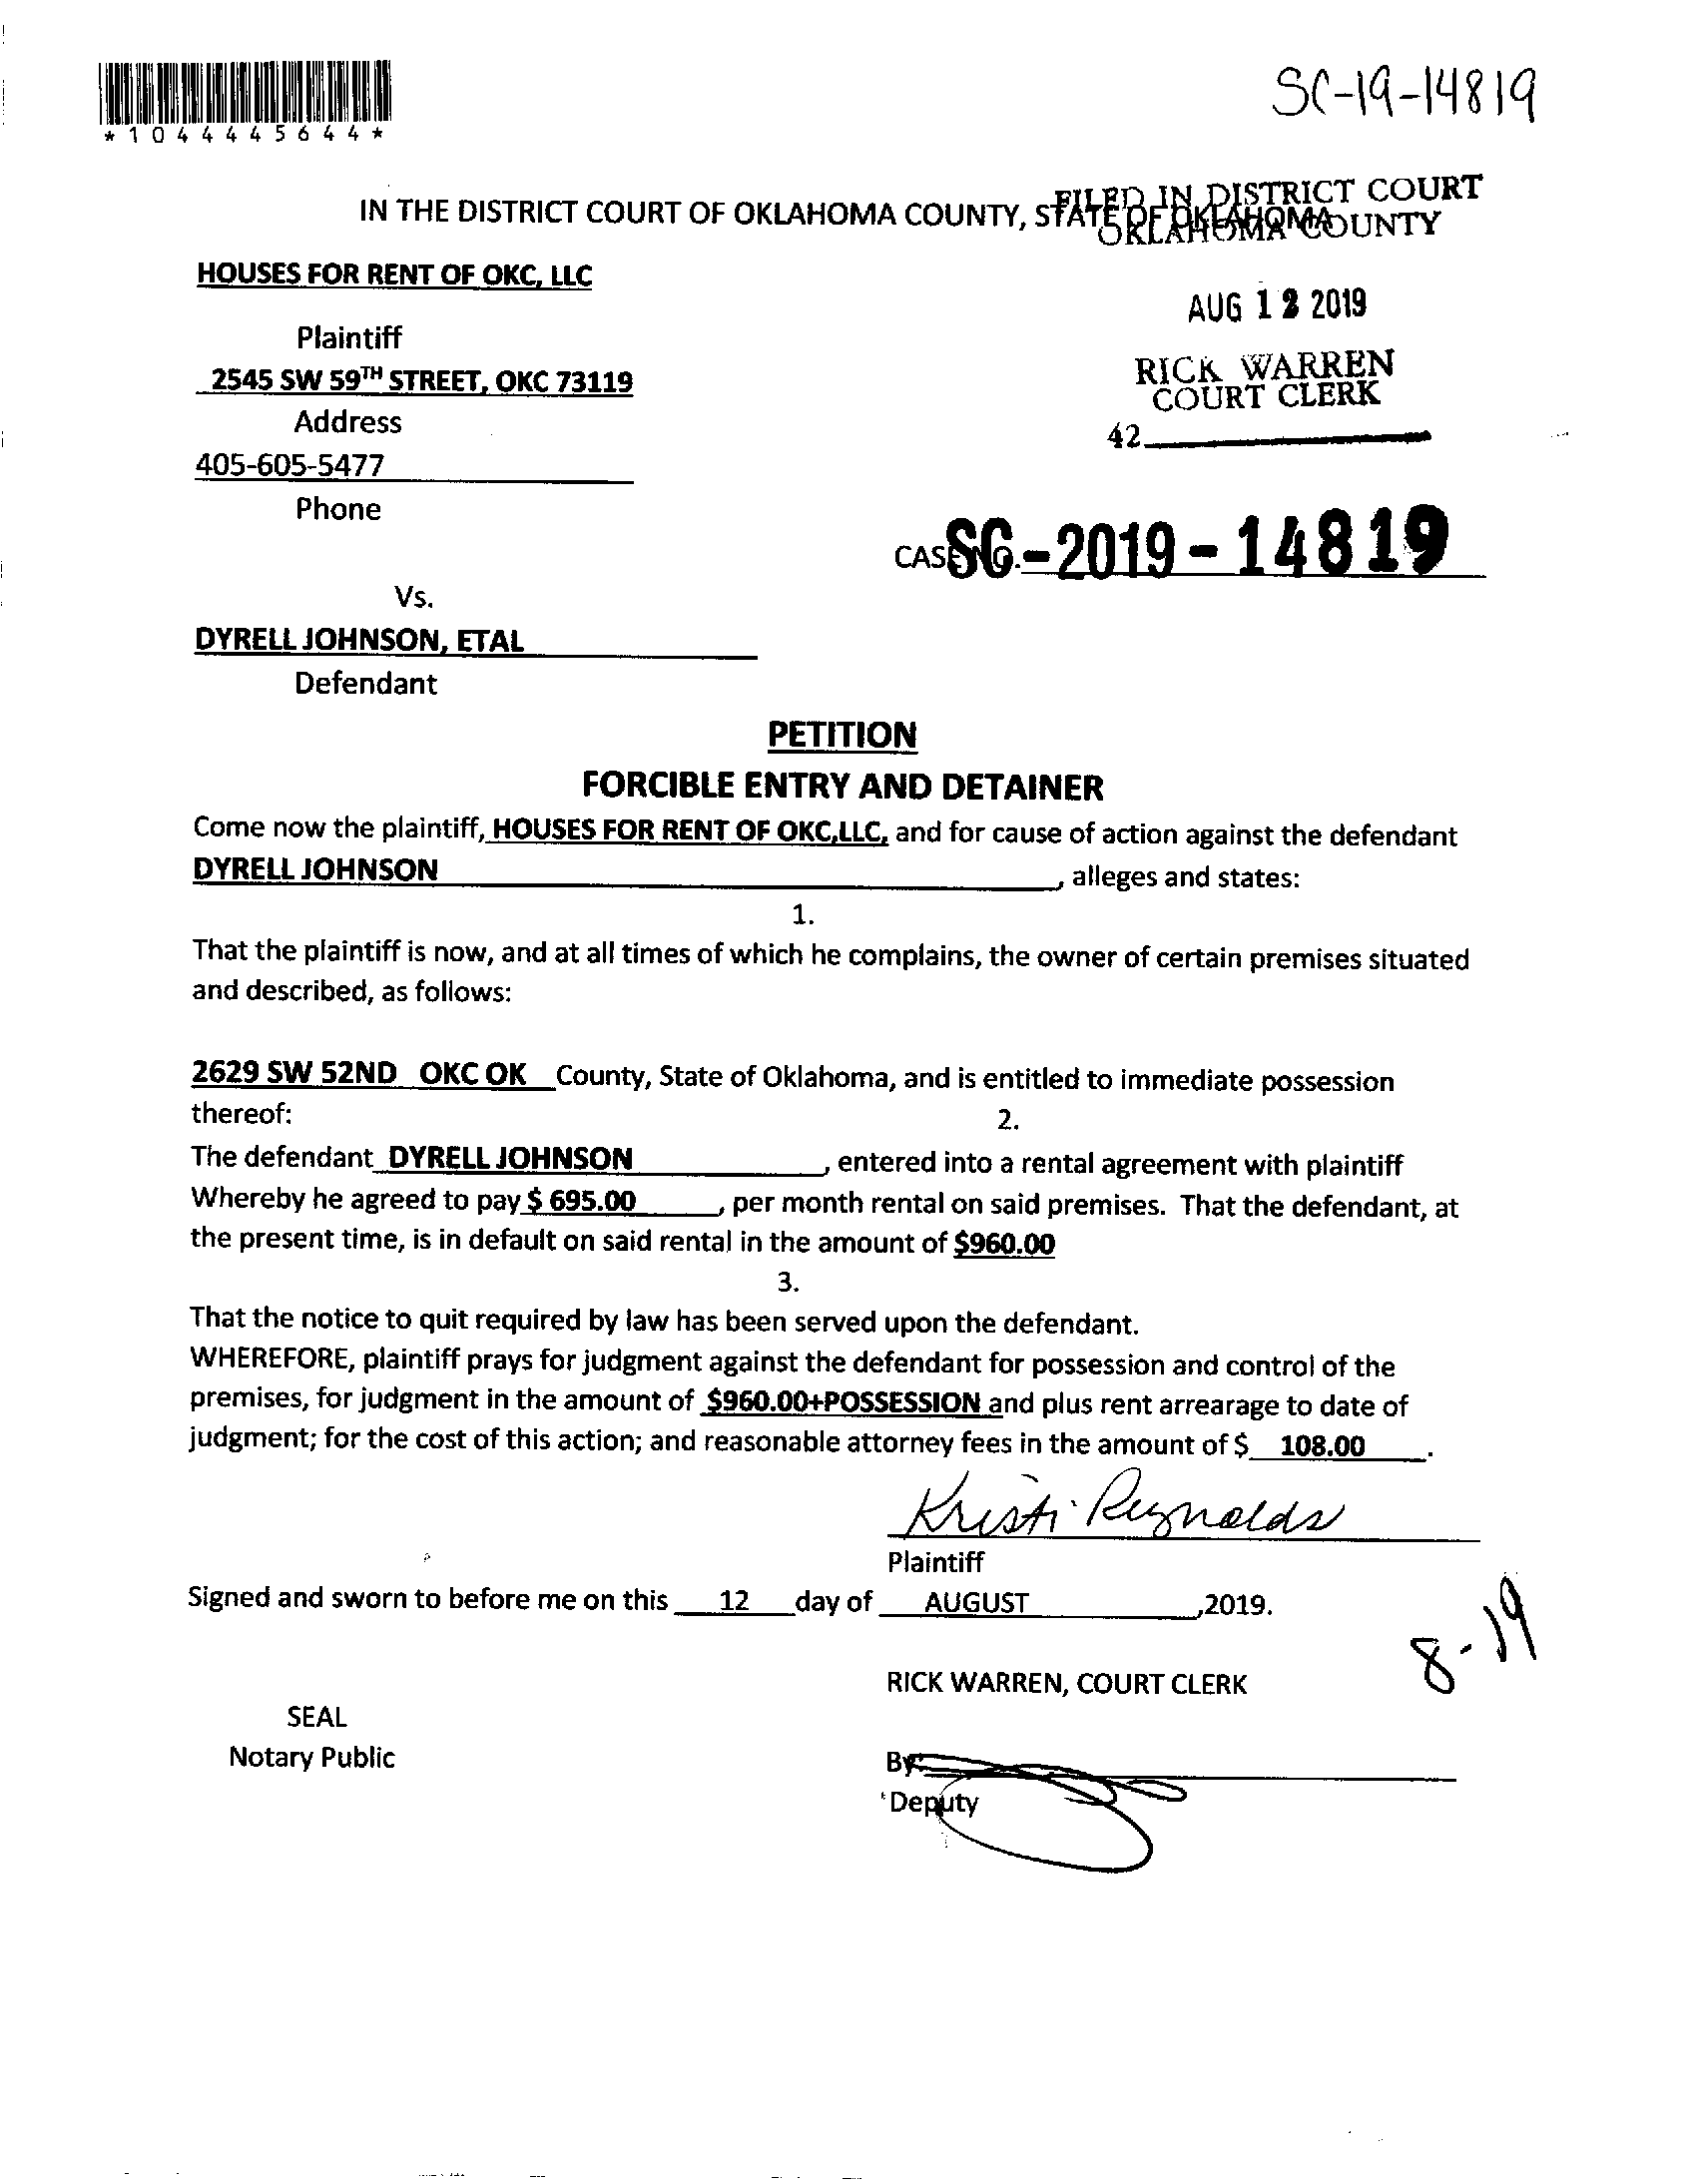 SC-19-14819
*1044445644*
IN THE DISTRICT COURT OF OKLAHOMA COUNTY, STATE OF OKLAHOMA
FILED IN DISTRICT COURT
OKLAHOMA COUNTY
HOUSES FOR RENT OF OKC, LLC
AUG 12 2019
Plaintiff
RICK WARREN
COURT CLERK
2545 SW 59TH STREET, OKC 73119
Address
42
405-605-5477
Phone
CASE NO. SC-2019-14819
Vs.
DYRELL JOHNSON, ETAL
Defendant
PETITION
FORCIBLE ENTRY AND DETAINER
Come now the plaintiff, HOUSES FOR RENT OF OKC,LLC, and for cause of action against the defendant
DYRELL JOHNSON, alleges and states:
1.
That the plaintiff is now, and at all times of which he complains, the owner of certain premises situated
and described, as follows:
2629 SW 52ND OKC OK County, State of Oklahoma, and is entitled to immediate possession
thereof:
2.
The defendant DYRELL JOHNSON, entered into a rental agreement with plaintiff
Whereby he agreed to pay $ 695.00, per month rental on said premises. That the defendant, at
the present time, is in default on said rental in the amount of $960.00
3.
That the notice to quit required by law has been served upon the defendant.
WHEREFORE, plaintiff prays for judgment against the defendant for possession and control of the
premises, for judgment in the amount of $960.00+POSSESSION and plus rent arrearage to date of
judgment; for the cost of this action; and reasonable attorney fees in the amount of $ 108.00.
Kristi Reynolds
Plaintiff
Signed and sworn to before me on this 12 day of AUGUST ,2019.
8-19
RICK WARREN, COURT CLERK
SEAL
Notary Public
By:
Deputy